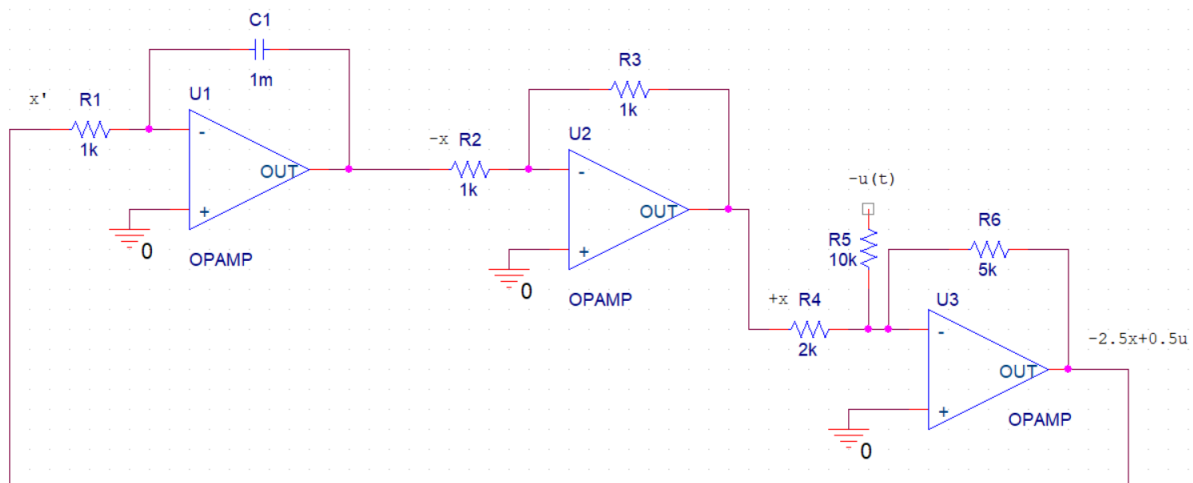 C1
1m
x'
R1
1k
U1
-
+
OUT
OPAMP
0
-x
R2
1k
R3
1k
U2
-
+
OUT
OPAMP
0
-u(t)
R5
10k
R6
5k
+x
R4
2k
U3
-
+
OUT
OPAMP
0
-2.5x+0.5u